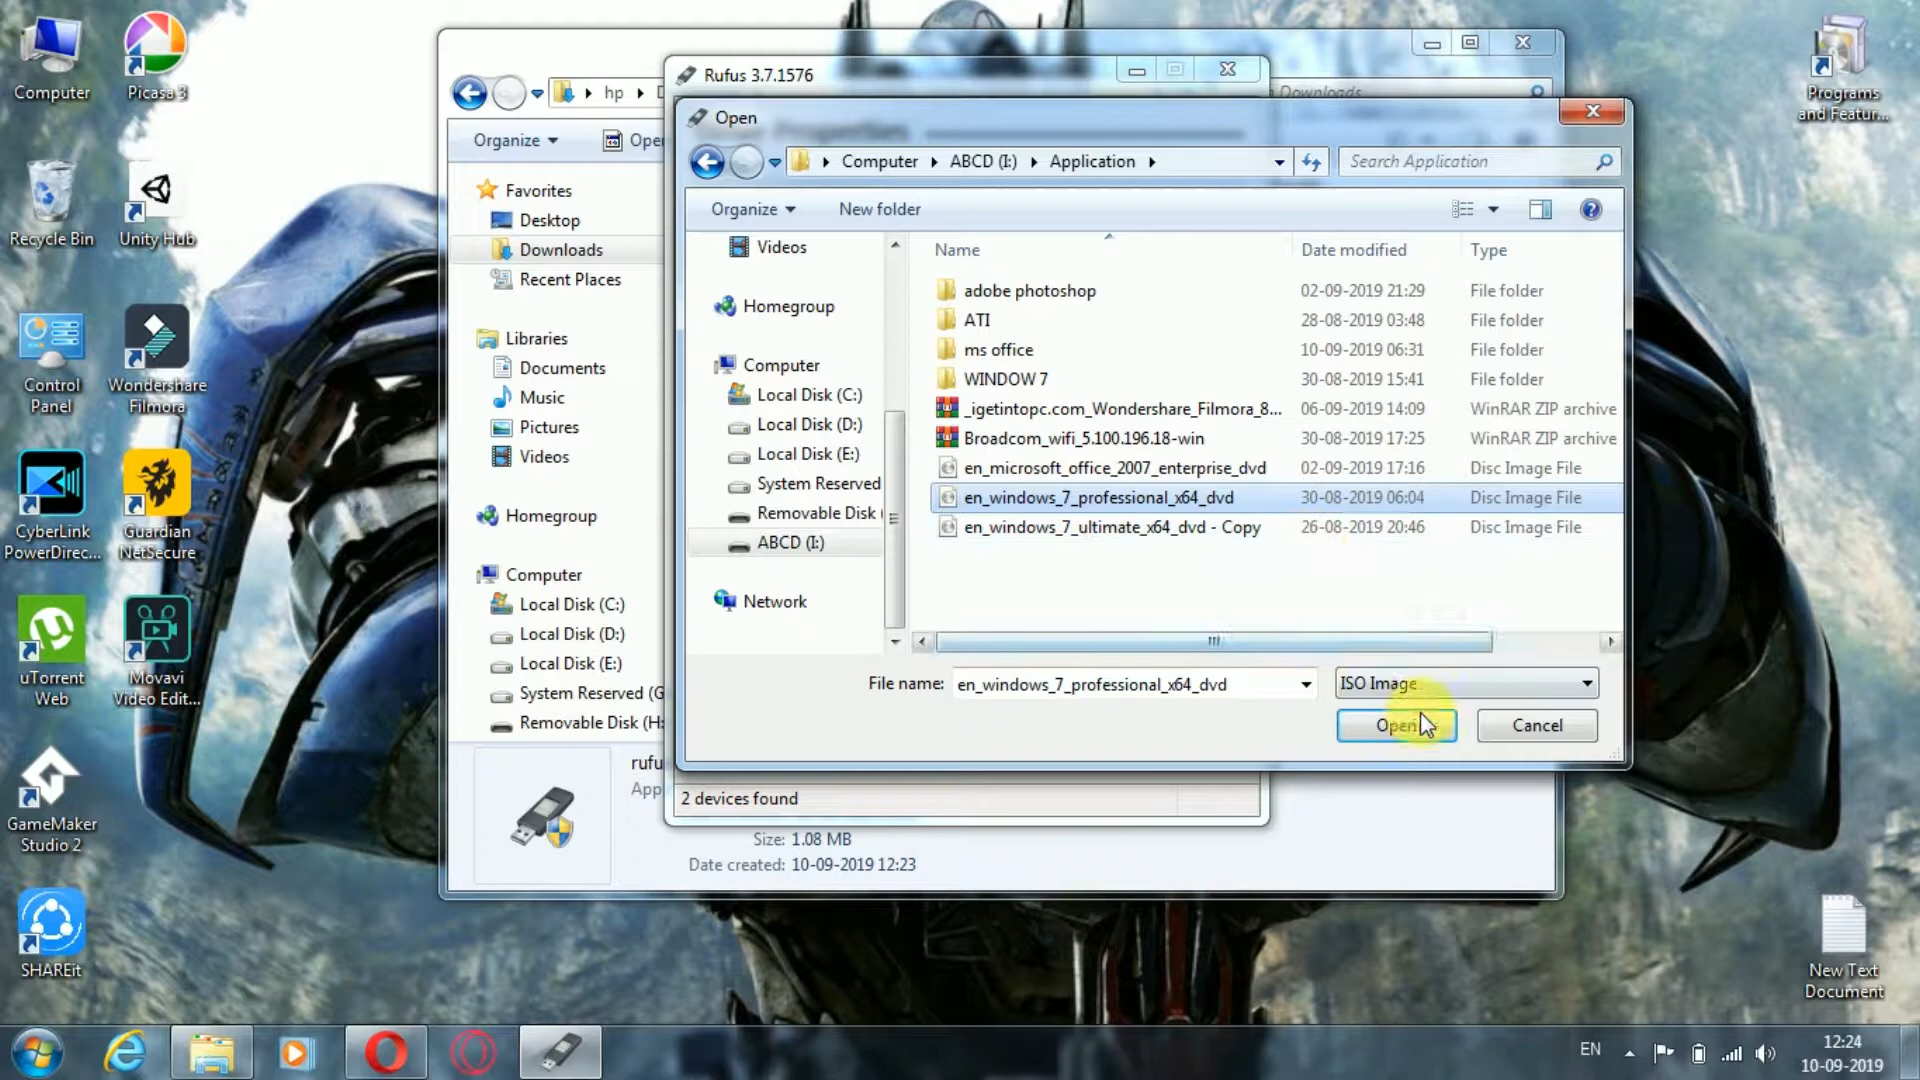 Computer
Picasa 3
Recycle Bin
Unity Hub
Control
Panel
Wondershare
Filmora
CyberLink
PowerDirec...
Guardian
NetSecure
uTorrent
Web
Movavi
Video Edit...
GameMaker
Studio 2
SHAREit
Programs
and Featur...
New Text
Document
hp
Downloads
Organize
Favorites
Desktop
Downloads
Recent Places
Libraries
Documents
Music
Pictures
Videos
Homegroup
Computer
Local Disk (C:)
Local Disk (D:)
Local Disk (E:)
System Reserved (G
Removable Disk (H:
rufu
App
Size: 1.08 MB
Date created: 10-09-2019 12:23
Rufus 3.7.1576
2 devices found
Open
Computer ABCD (I:) Application
Search Application
Organize New folder
Videos
Homegroup
Computer
Local Disk (C:)
Local Disk (D:)
Local Disk (E:)
System Reserved
Removable Disk (
ABCD (I:)
Network
Name Date modified Type
adobe photoshop 02-09-2019 21:29 File folder
ATI 28-08-2019 03:48 File folder
ms office 10-09-2019 06:31 File folder
WINDOW 7 30-08-2019 15:41 File folder
_igetintopc.com_Wondershare_Filmora_8... 06-09-2019 14:09 WinRAR ZIP archive
Broadcom_wifi_5.100.196.18-win 30-08-2019 17:25 WinRAR ZIP archive
en_microsoft_office_2007_enterprise_dvd 02-09-2019 17:16 Disc Image File
en_windows_7_professional_x64_dvd 30-08-2019 06:04 Disc Image File
en_windows_7_ultimate_x64_dvd - Copy 26-08-2019 20:46 Disc Image File
File name: en_windows_7_professional_x64_dvd ISO Image
Open Cancel
EN
12:24
10-09-2019